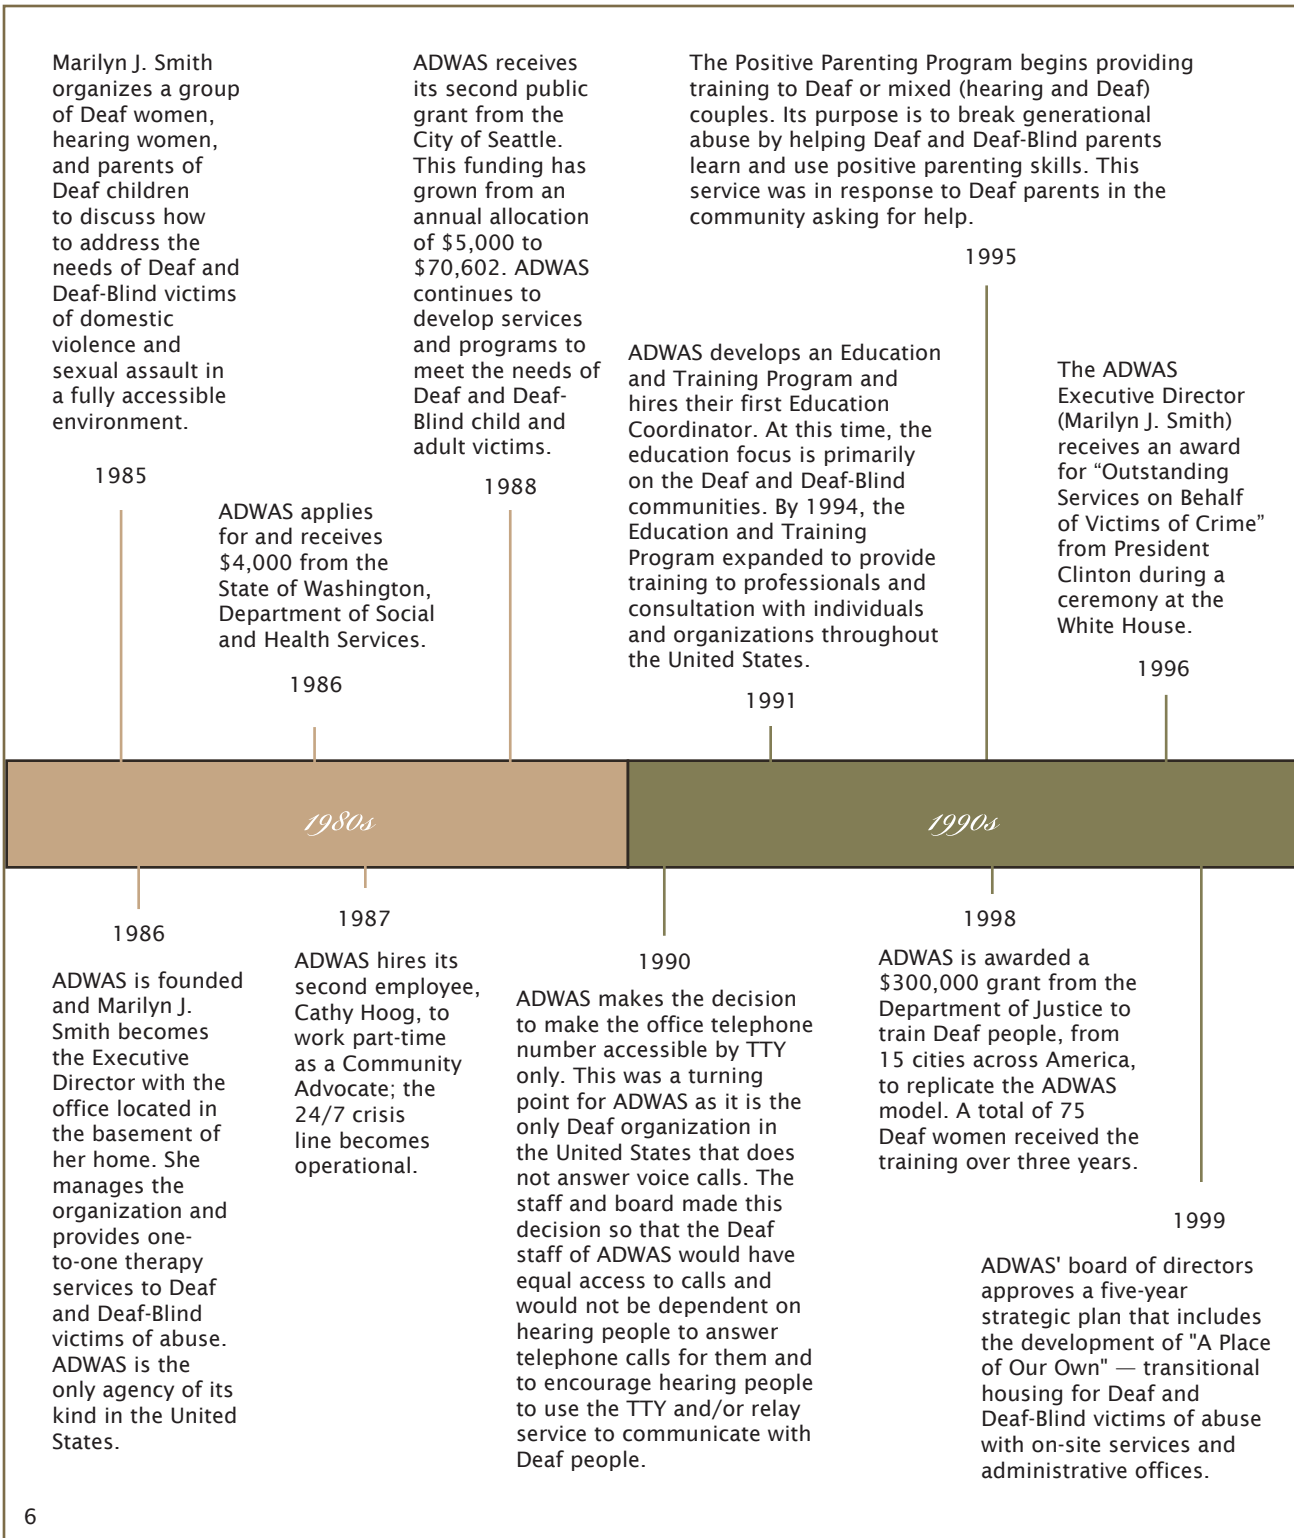 Marilyn J. Smith
organizes a group
of Deaf women,
hearing women,
and parents of
Deaf children
to discuss how
to address the
needs of Deaf and
Deaf-Blind victims
of domestic
violence and
sexual assault in
a fully accessible
environment.
1985
ADWAS applies
for and receives
$4,000 from the
State of Washington,
Department of Social
and Health Services.
1986
ADWAS receives
its second public
grant from the
City of Seattle.
This funding has
grown from an
annual allocation
of $5,000 to
$70,602. ADWAS
continues to
develop services
and programs to
meet the needs of
Deaf and Deaf-
Blind child and
adult victims.
1988
ADWAS develops an Education
and Training Program and
hires their first Education
Coordinator. At this time, the
education focus is primarily
on the Deaf and Deaf-Blind
communities. By 1994, the
Education and Training
Program expanded to provide
training to professionals and
consultation with individuals
and organizations throughout
the United States.
1991
The Positive Parenting Program begins providing
training to Deaf or mixed (hearing and Deaf)
couples. Its purpose is to break generational
abuse by helping Deaf and Deaf-Blind parents
learn and use positive parenting skills. This
service was in response to Deaf parents in the
community asking for help.
1995
The ADWAS
Executive Director
(Marilyn J. Smith)
receives an award
for “Outstanding
Services on Behalf
of Victims of Crime”
from President
Clinton during a
ceremony at the
White House.
1996
1980s
1990s
1986
ADWAS is founded
and Marilyn J.
Smith becomes
the Executive
Director with the
office located in
the basement of
her home. She
manages the
organization and
provides one-
to-one therapy
services to Deaf
and Deaf-Blind
victims of abuse.
ADWAS is the
only agency of its
kind in the United
States.
1987
ADWAS hires its
second employee,
Cathy Hoog, to
work part-time
as a Community
Advocate; the
24/7 crisis
line becomes
operational.
1990
ADWAS makes the decision
to make the office telephone
number accessible by TTY
only. This was a turning
point for ADWAS as it is the
only Deaf organization in
the United States that does
not answer voice calls. The
staff and board made this
decision so that the Deaf
staff of ADWAS would have
equal access to calls and
would not be dependent on
hearing people to answer
telephone calls for them and
to encourage hearing people
to use the TTY and/or relay
service to communicate with
Deaf people.
1998
ADWAS is awarded a
$300,000 grant from the
Department of Justice to
train Deaf people, from
15 cities across America,
to replicate the ADWAS
model. A total of 75
Deaf women received the
training over three years.
1999
ADWAS' board of directors
approves a five-year
strategic plan that includes
the development of "A Place
of Our Own" — transitional
housing for Deaf and
Deaf-Blind victims of abuse
with on-site services and
administrative offices.
6